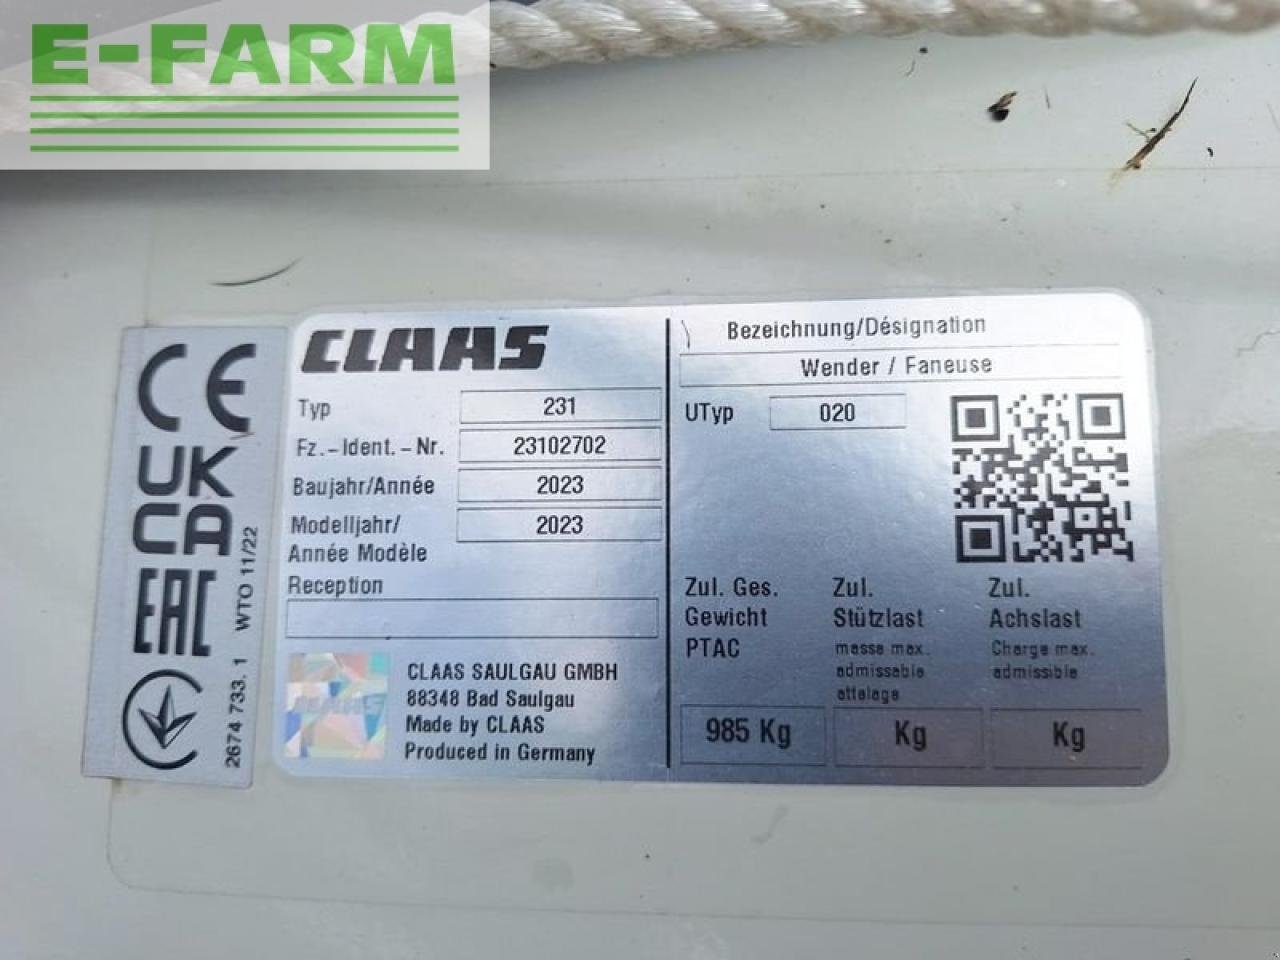 E-FARM
CLAAS
Typ 231
Fz.-Ident.-Nr. 23102702
Baujahr/Année 2023
Modelljahr/ 2023
Année Modèle
Reception
CLAAS
CLAAS SAULGAU GMBH
88348 Bad Saulgau
Made by CLAAS
Produced in Germany
Bezeichnung/Désignation
Wender / Faneuse
UTyp 020
Zul. Ges.
Gewicht
PTAC
985 Kg
Zul.
Stützlast
masse max.
admissable
attelage
Kg
Zul.
Achslast
Charge max.
admissible
Kg
CE
UK
CA
EAC
2674 733. 1 WTO 11/22